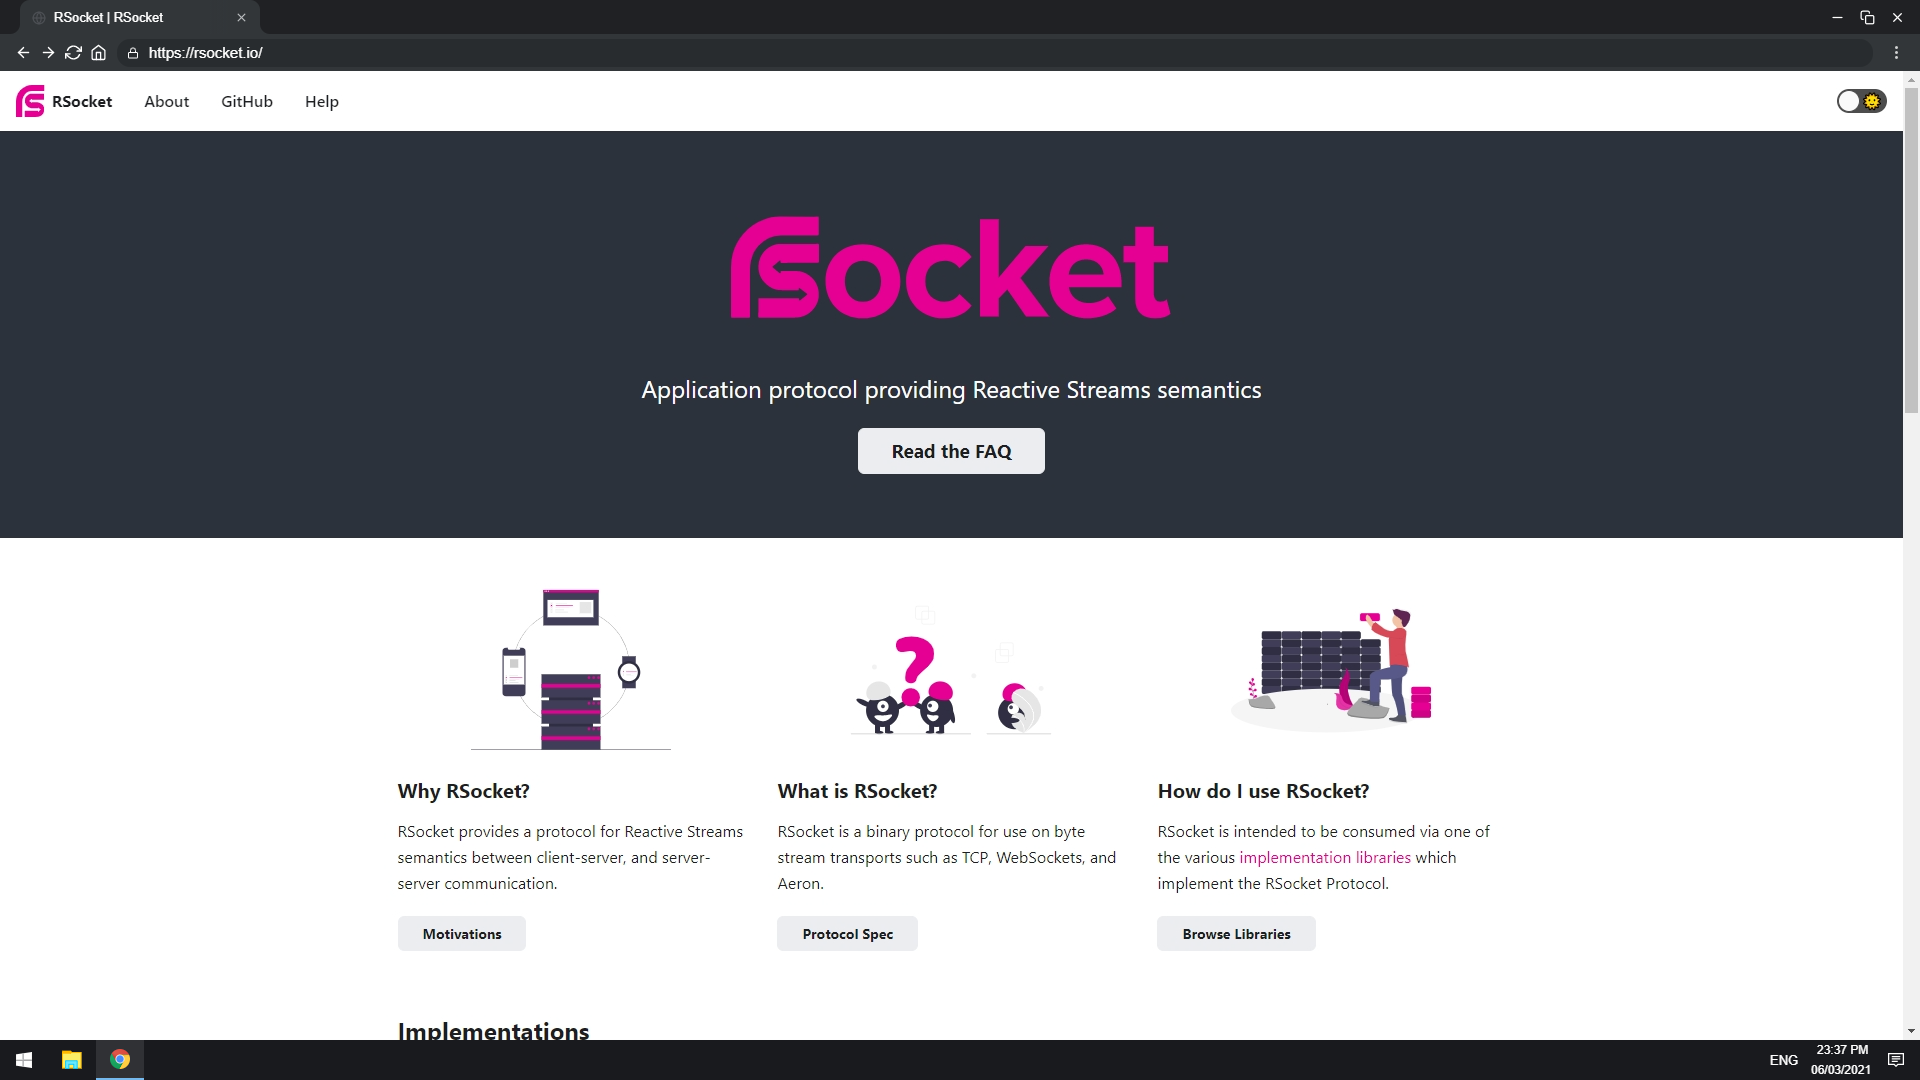 RSocket | RSocket
https://rsocket.io/
RSocket About GitHub Help
RSocket
Application protocol providing Reactive Streams semantics
Read the FAQ
Why RSocket?
RSocket provides a protocol for Reactive Streams
semantics between client-server, and server-
server communication.
Motivations
What is RSocket?
RSocket is a binary protocol for use on byte
stream transports such as TCP, WebSockets, and
Aeron.
Protocol Spec
How do I use RSocket?
RSocket is intended to be consumed via one of
the various implementation libraries which
implement the RSocket Protocol.
Browse Libraries
Implementations
ENG
23:37 PM
06/03/2021